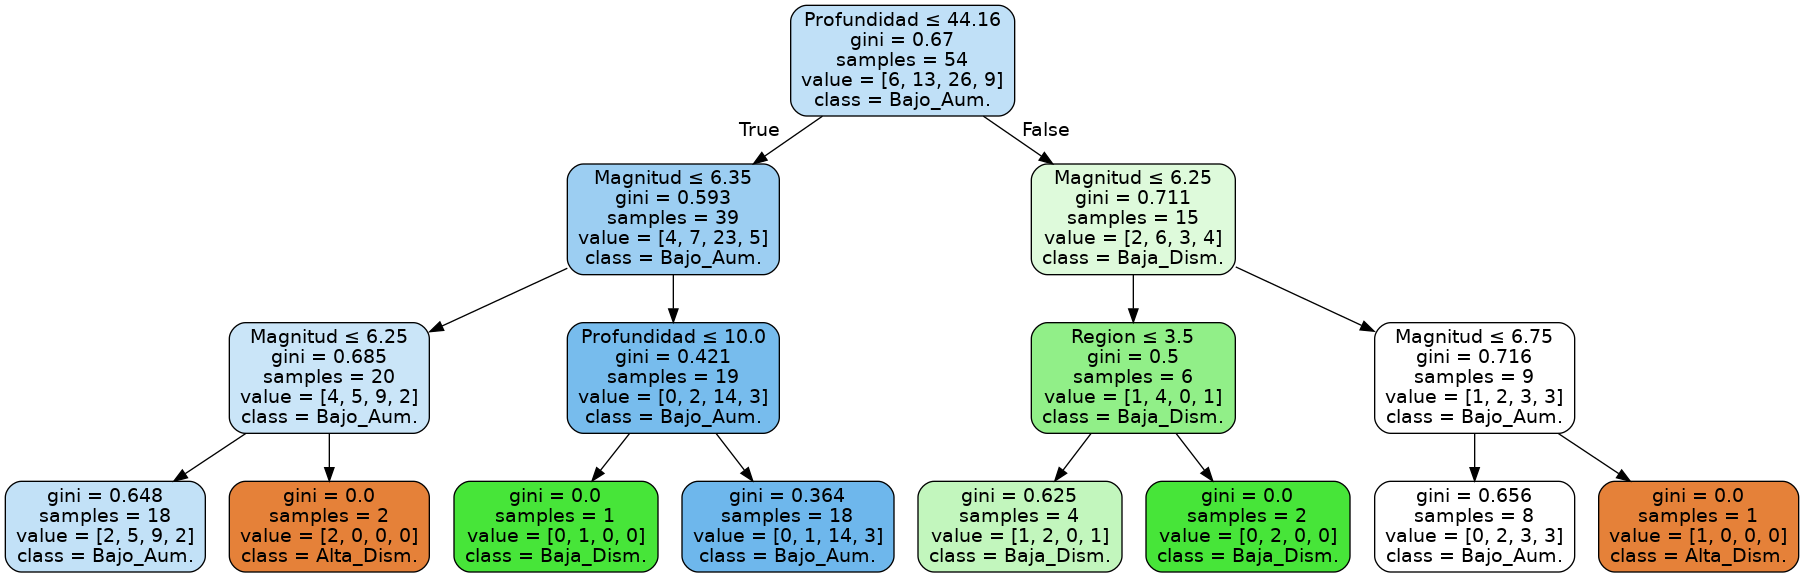 Profundidad ≤ 44.16
gini = 0.67
samples = 54
value = [6, 13, 26, 9]
class = Bajo_Aum.
True
False
Magnitud ≤ 6.35
gini = 0.593
samples = 39
value = [4, 7, 23, 5]
class = Bajo_Aum.
Magnitud ≤ 6.25
gini = 0.711
samples = 15
value = [2, 6, 3, 4]
class = Baja_Dism.
Magnitud ≤ 6.25
gini = 0.685
samples = 20
value = [4, 5, 9, 2]
class = Bajo_Aum.
Profundidad ≤ 10.0
gini = 0.421
samples = 19
value = [0, 2, 14, 3]
class = Bajo_Aum.
Region ≤ 3.5
gini = 0.5
samples = 6
value = [1, 4, 0, 1]
class = Baja_Dism.
Magnitud ≤ 6.75
gini = 0.716
samples = 9
value = [1, 2, 3, 3]
class = Bajo_Aum.
gini = 0.648
samples = 18
value = [2, 5, 9, 2]
class = Bajo_Aum.
gini = 0.0
samples = 2
value = [2, 0, 0, 0]
class = Alta_Dism.
gini = 0.0
samples = 1
value = [0, 1, 0, 0]
class = Baja_Dism.
gini = 0.364
samples = 18
value = [0, 1, 14, 3]
class = Bajo_Aum.
gini = 0.625
samples = 4
value = [1, 2, 0, 1]
class = Baja_Dism.
gini = 0.0
samples = 2
value = [0, 2, 0, 0]
class = Baja_Dism.
gini = 0.656
samples = 8
value = [0, 2, 3, 3]
class = Bajo_Aum.
gini = 0.0
samples = 1
value = [1, 0, 0, 0]
class = Alta_Dism.